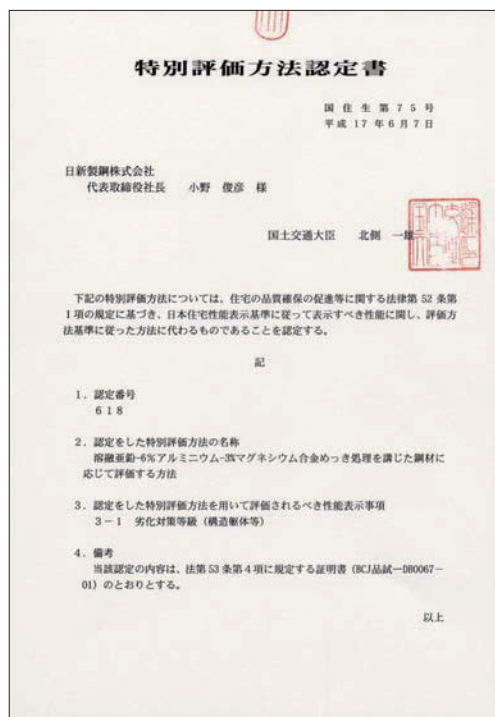 特別評価方法認定書
国住生第75号
平成17年6月7日
日新製鋼株式会社
代表取締役社長 小野 俊彦 様
国土交通大臣 北側 一雄
下記の特別評価方法については、住宅の品質確保の促進等に関する法律第52条第
1項の規定に基づき、日本住宅性能表示基準に従って表示すべき性能に関し、評価方
法基準に従った方法に代わるものであることを認定する。
記
1．認定番号
618
2．認定をした特別評価方法の名称
溶融亜鉛-6%アルミニウム-3%マグネシウム合金めっき処理を講じた鋼材に
応じて評価する方法
3．認定をした特別評価方法を用いて評価されるべき性能表示事項
3－1 劣化対策等級（構造躯体等）
4．備考
当該認定の内容は、法第53条第4項に規定する証明書（BCJ品試－DB0067－
01）のとおりとする。
以上